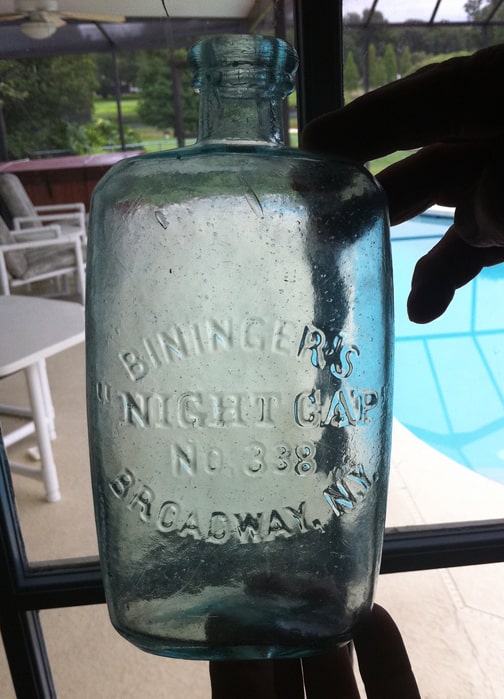 BININGER'S
"NIGHT CAP"
No. 338
BROADWAY, N.Y.